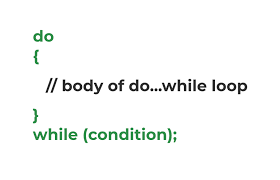 do
{
// body of do...while loop
}
while (condition);